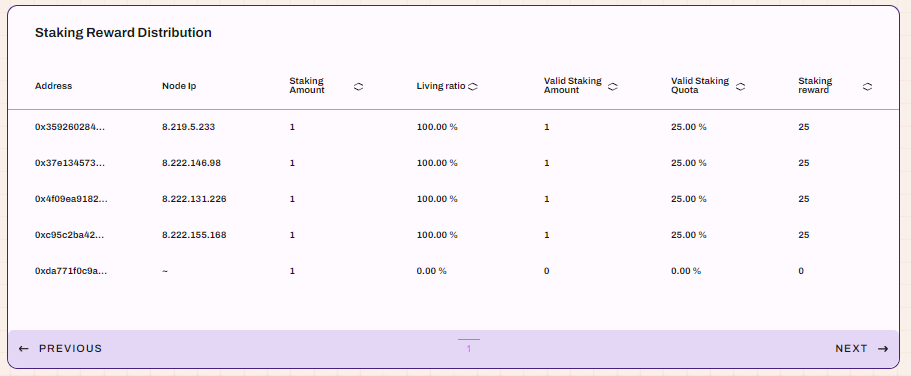 Staking Reward Distribution
Address Node Ip Staking Amount Living ratio Valid Staking Amount Valid Staking Quota Staking reward
0x359260284... 8.219.5.233 1 100.00 % 1 25.00 % 25
0x37e134573... 8.222.146.98 1 100.00 % 1 25.00 % 25
0x4f09ea9182... 8.222.131.226 1 100.00 % 1 25.00 % 25
0xc95c2ba42... 8.222.155.168 1 100.00 % 1 25.00 % 25
0xda771f0c9a... ~ 1 0.00 % 0 0.00 % 0
← PREVIOUS 1 NEXT →